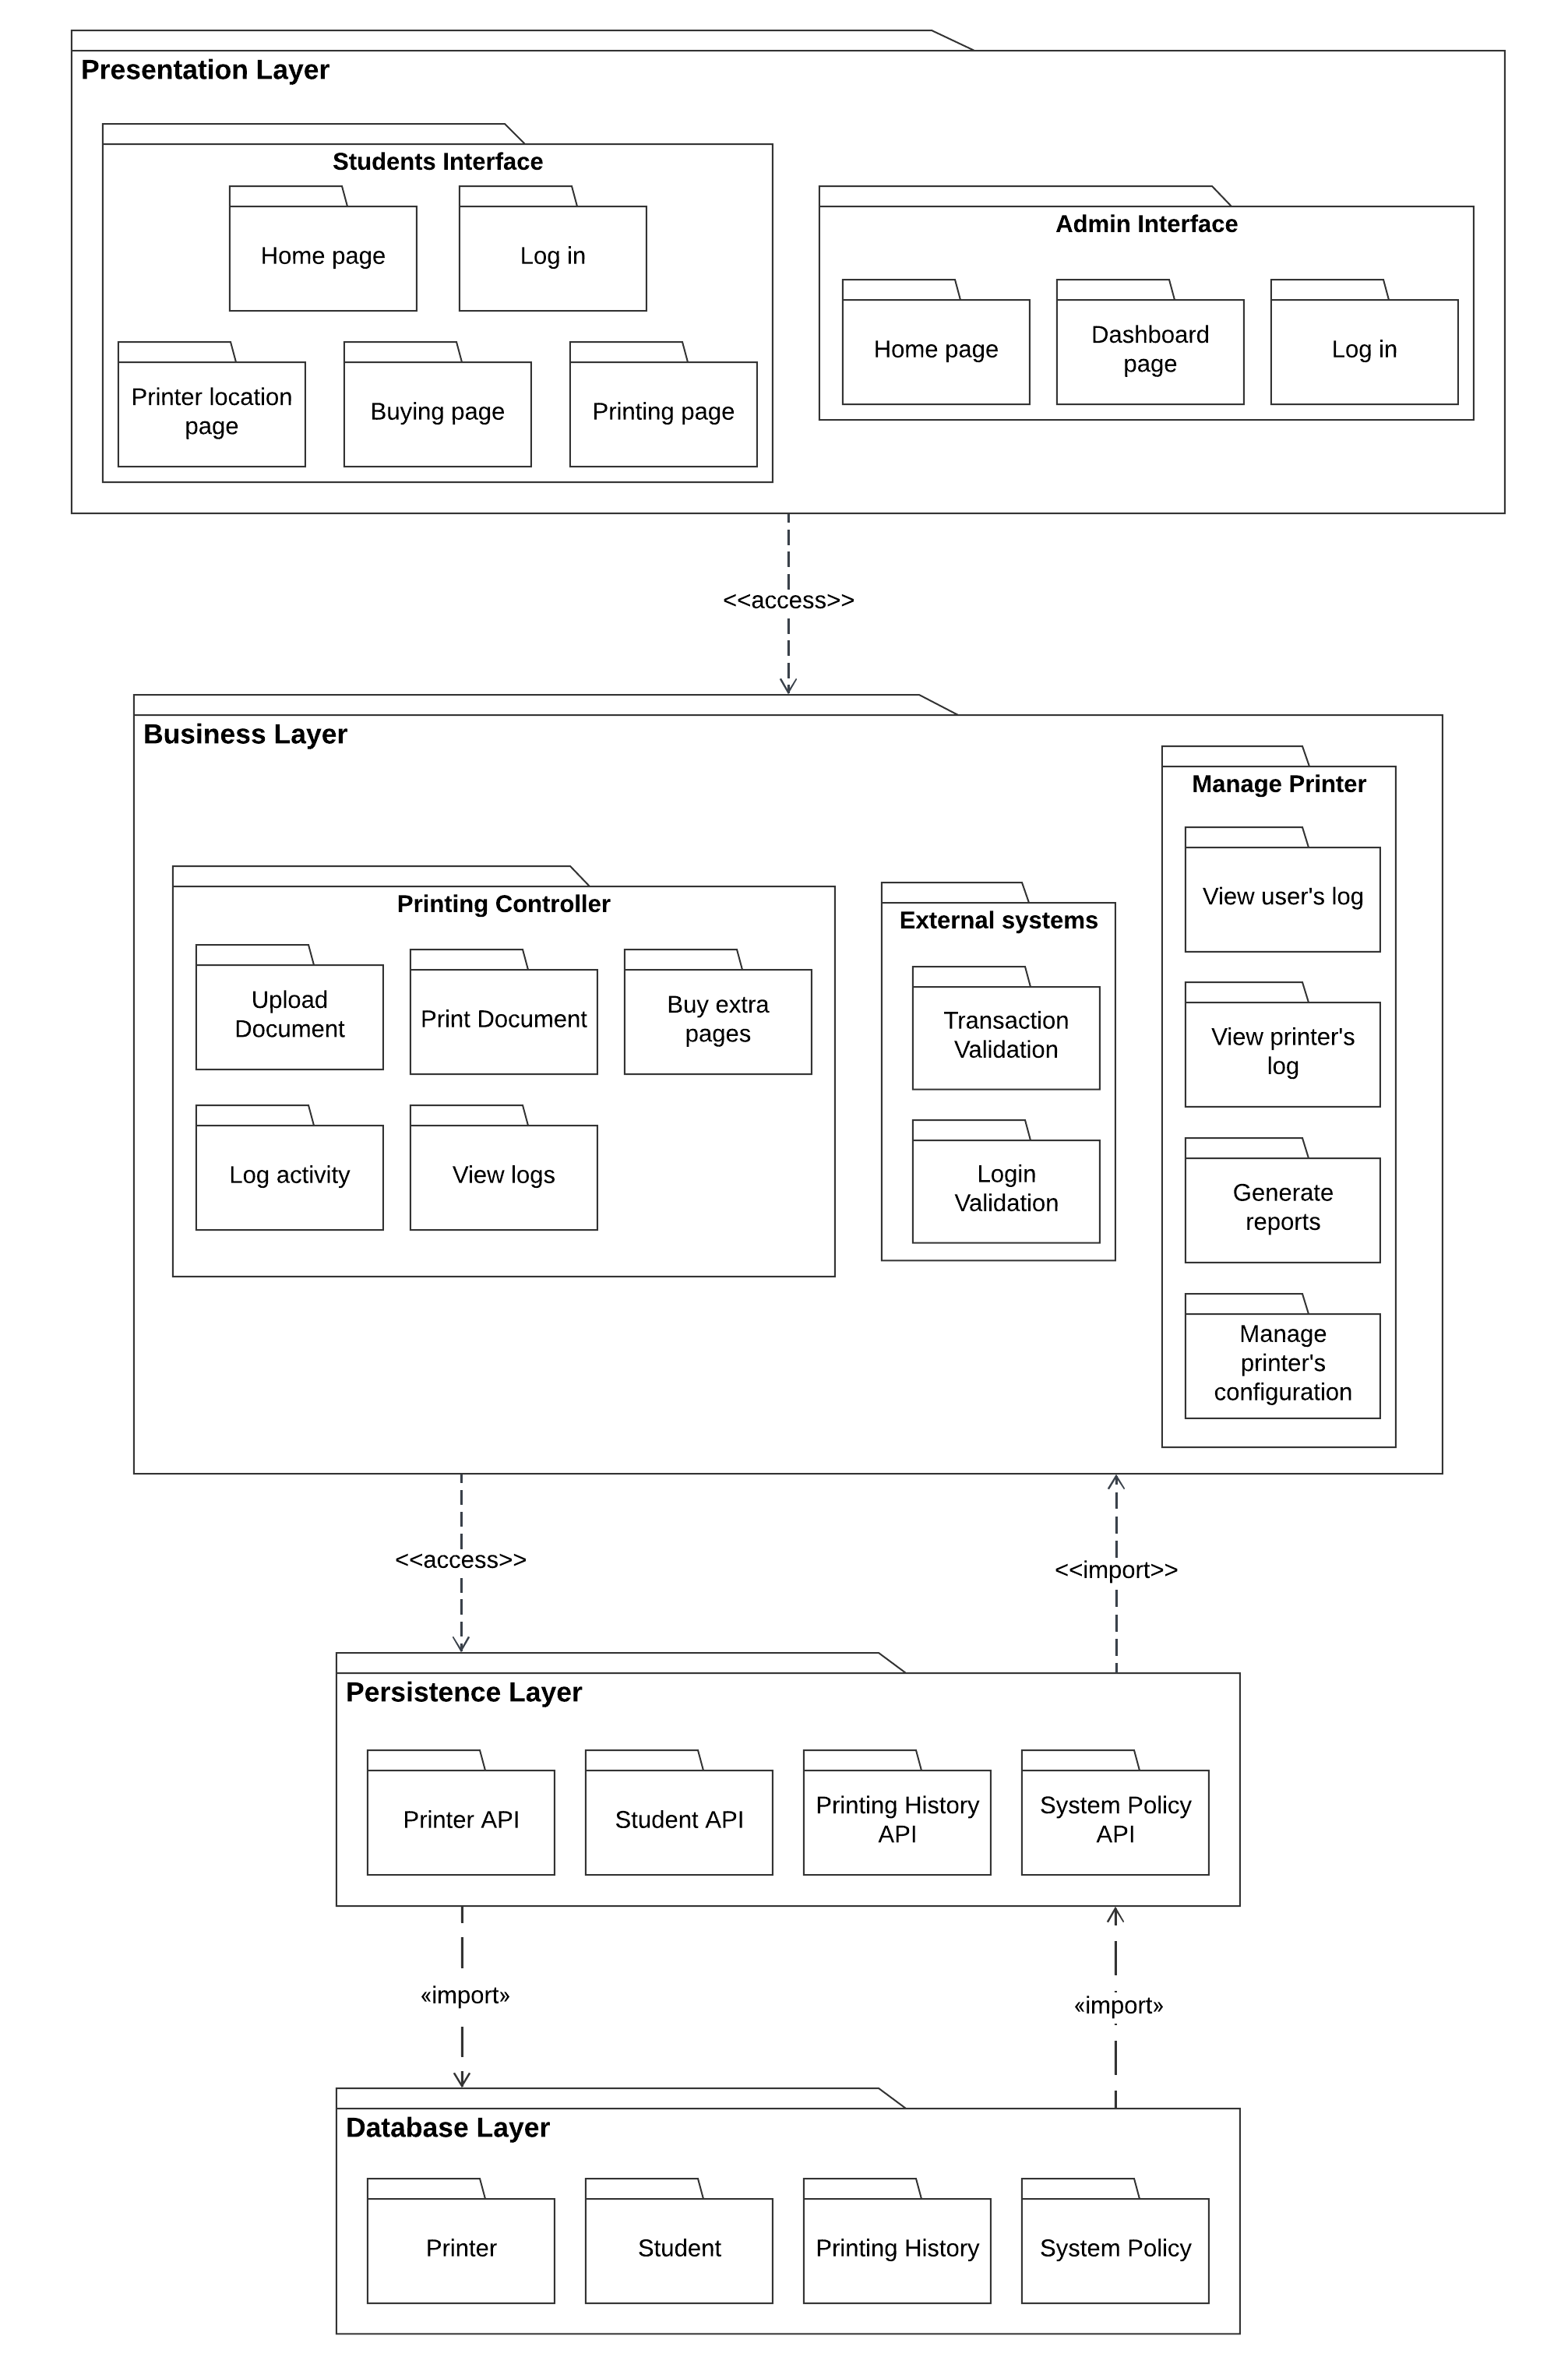 Presentation Layer
Students Interface
Home page
Log in
Printer location
page
Buying page
Printing page
Admin Interface
Home page
Dashboard
page
Log in
<<access>>
Business Layer
Printing Controller
Upload
Document
Print Document
Buy extra
pages
Log activity
View logs
External systems
Transaction
Validation
Login
Validation
Manage Printer
View user's log
View printer's
log
Generate
reports
Manage
printer's
configuration
<<access>>
<<import>>
Persistence Layer
Printer API
Student API
Printing History
API
System Policy
API
«import»
«import»
Database Layer
Printer
Student
Printing History
System Policy